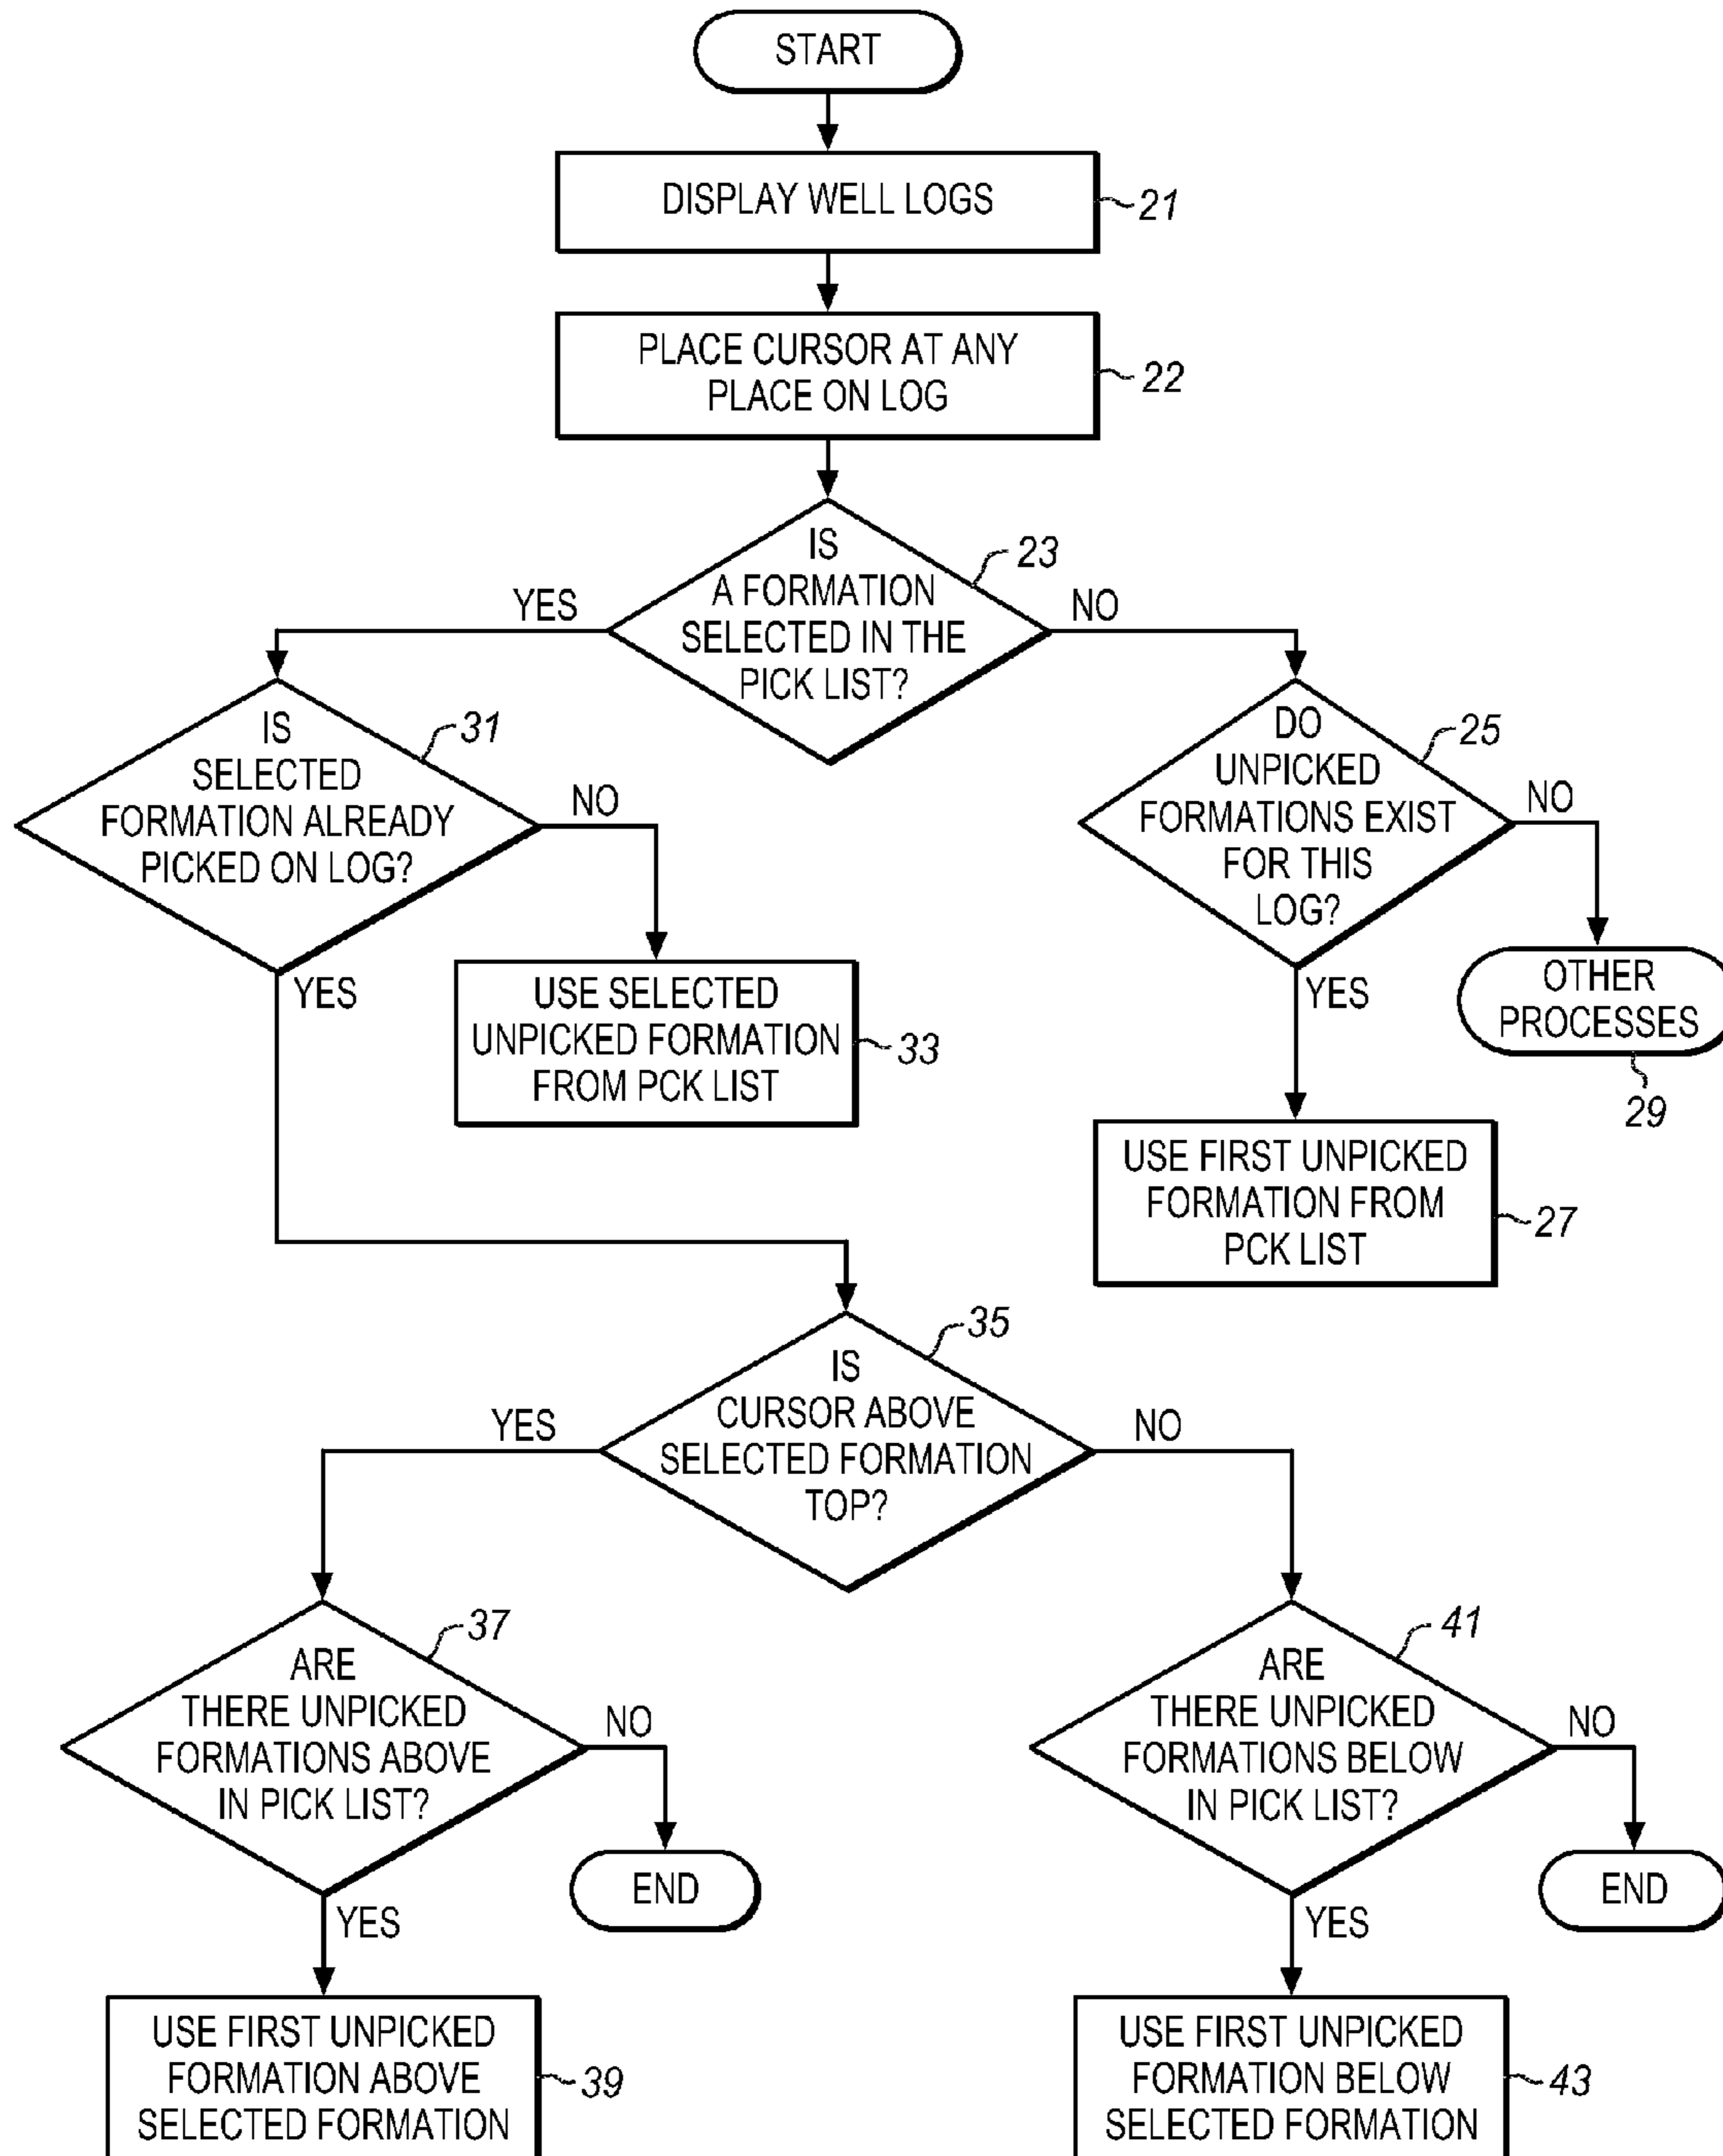 START
DISPLAY WELL LOGS
21
PLACE CURSOR AT ANY
PLACE ON LOG
22
IS
A FORMATION
SELECTED IN THE
PICK LIST?
23
YES
NO
IS
SELECTED
FORMATION ALREADY
PICKED ON LOG?
31
NO
YES
DO
UNPICKED
FORMATIONS EXIST
FOR THIS
LOG?
25
NO
YES
USE SELECTED
UNPICKED FORMATION
FROM PCK LIST
33
OTHER
PROCESSES
29
USE FIRST UNPICKED
FORMATION FROM
PCK LIST
27
IS
CURSOR ABOVE
SELECTED FORMATION
TOP?
35
YES
NO
ARE
THERE UNPICKED
FORMATIONS ABOVE
IN PICK LIST?
37
NO
YES
END
ARE
THERE UNPICKED
FORMATIONS BELOW
IN PICK LIST?
41
NO
YES
END
USE FIRST UNPICKED
FORMATION ABOVE
SELECTED FORMATION
39
USE FIRST UNPICKED
FORMATION BELOW
SELECTED FORMATION
43